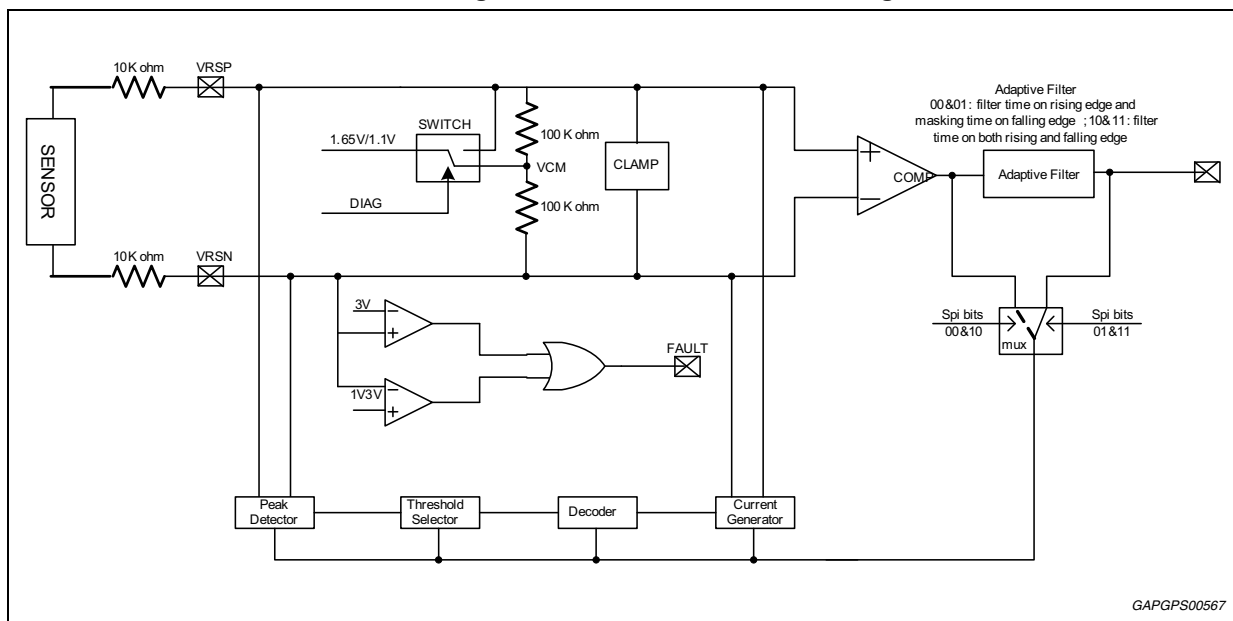 10K ohm
VRSP
SENSOR
10K ohm
VRSN
SWITCH
1.65V/1.1V
DIAG
VCM
100 K ohm
100 K ohm
CLAMP
COMP
Adaptive Filter
00&01: filter time on rising edge and
masking time on falling edge ;10&11: filter
time on both rising and falling edge
Adaptive Filter
Spi bits
00&10
mux
Spi bits
01&11
3V
1V3V
FAULT
Peak
Detector
Threshold
Selector
Decoder
Current
Generator
GAPGPS00567